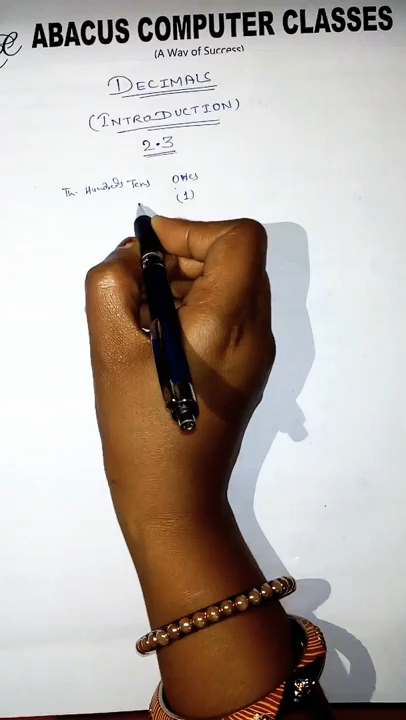 ABACUS COMPUTER CLASSES
(A Way of Success)
DECIMALS
(INTRODUCTION)
2.3
Th. Hundreds Tens Ones
(1)